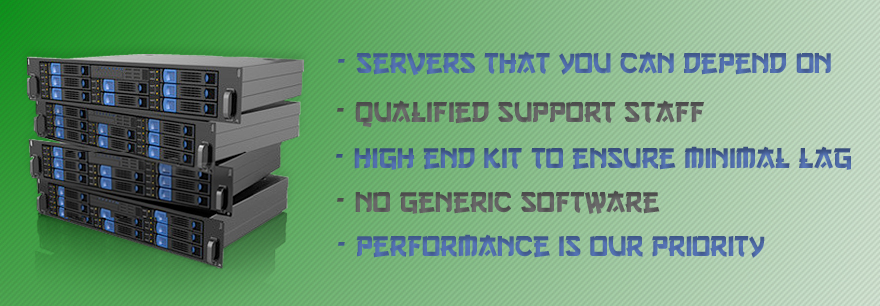 - SERVERS THAT YOU CAN DEPEND ON
- QUALIFIED SUPPORT STAFF
- HIGH END KIT TO ENSURE MINIMAL LAG
- NO GENERIC SOFTWARE
- PERFORMANCE IS OUR PRIORITY